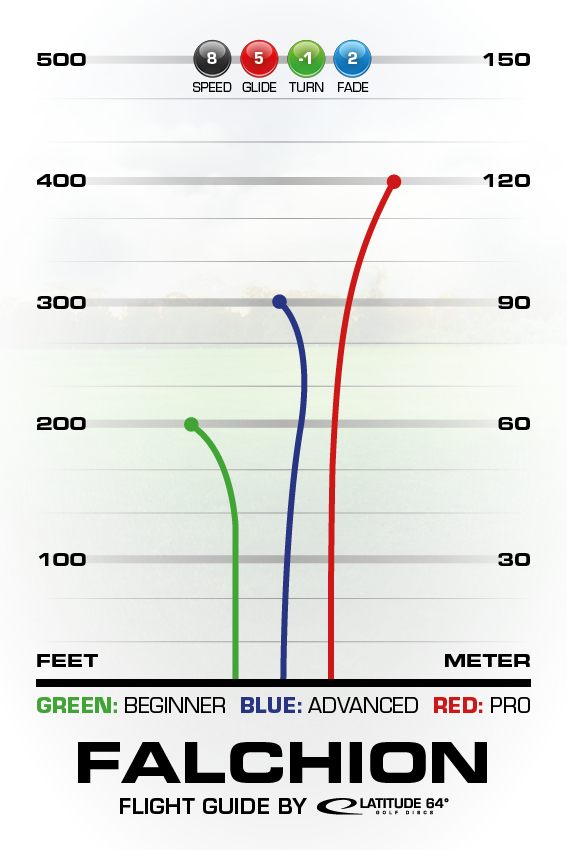 500 8 5 -1 2 150
SPEED GLIDE TURN FADE
400 120
300 90
200 60
100 30
FEET METER
GREEN: BEGINNER BLUE: ADVANCED RED: PRO
FALCHION
FLIGHT GUIDE BY LATITUDE 64°
GOLF DISCS